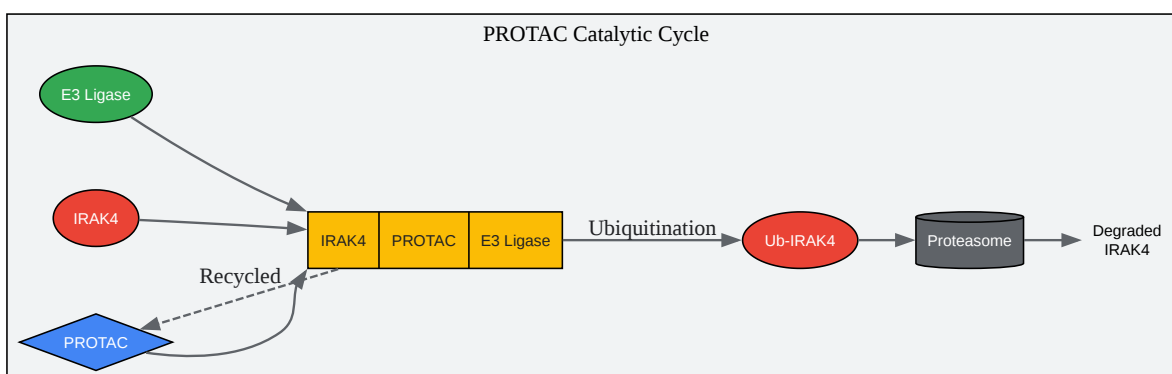 PROTAC Catalytic Cycle
E3 Ligase
IRAK4
IRAK4 PROTAC E3 Ligase
Ubiquitination
Ub-IRAK4
Proteasome
Degraded
IRAK4
Recycled
PROTAC